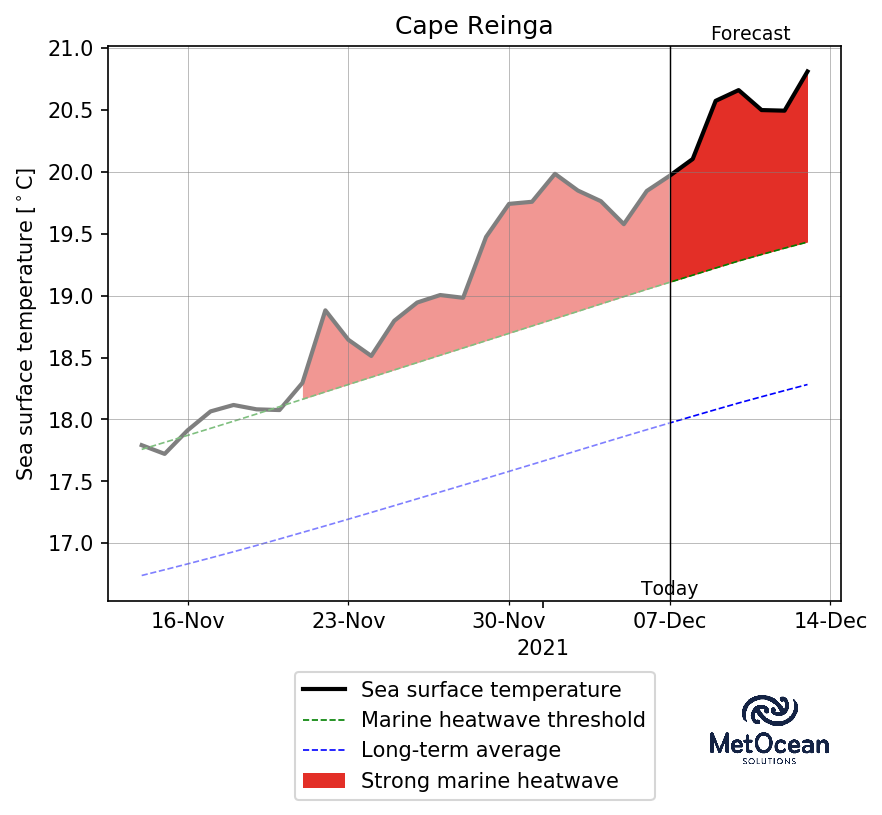 Cape Reinga
Forecast
21.0
20.5
20.0
19.5
19.0
18.5
18.0
17.5
17.0
Sea surface temperature [°C]
Today
16-Nov 23-Nov 30-Nov 07-Dec 14-Dec
2021
Sea surface temperature
Marine heatwave threshold
Long-term average
Strong marine heatwave
MetOcean
SOLUTIONS